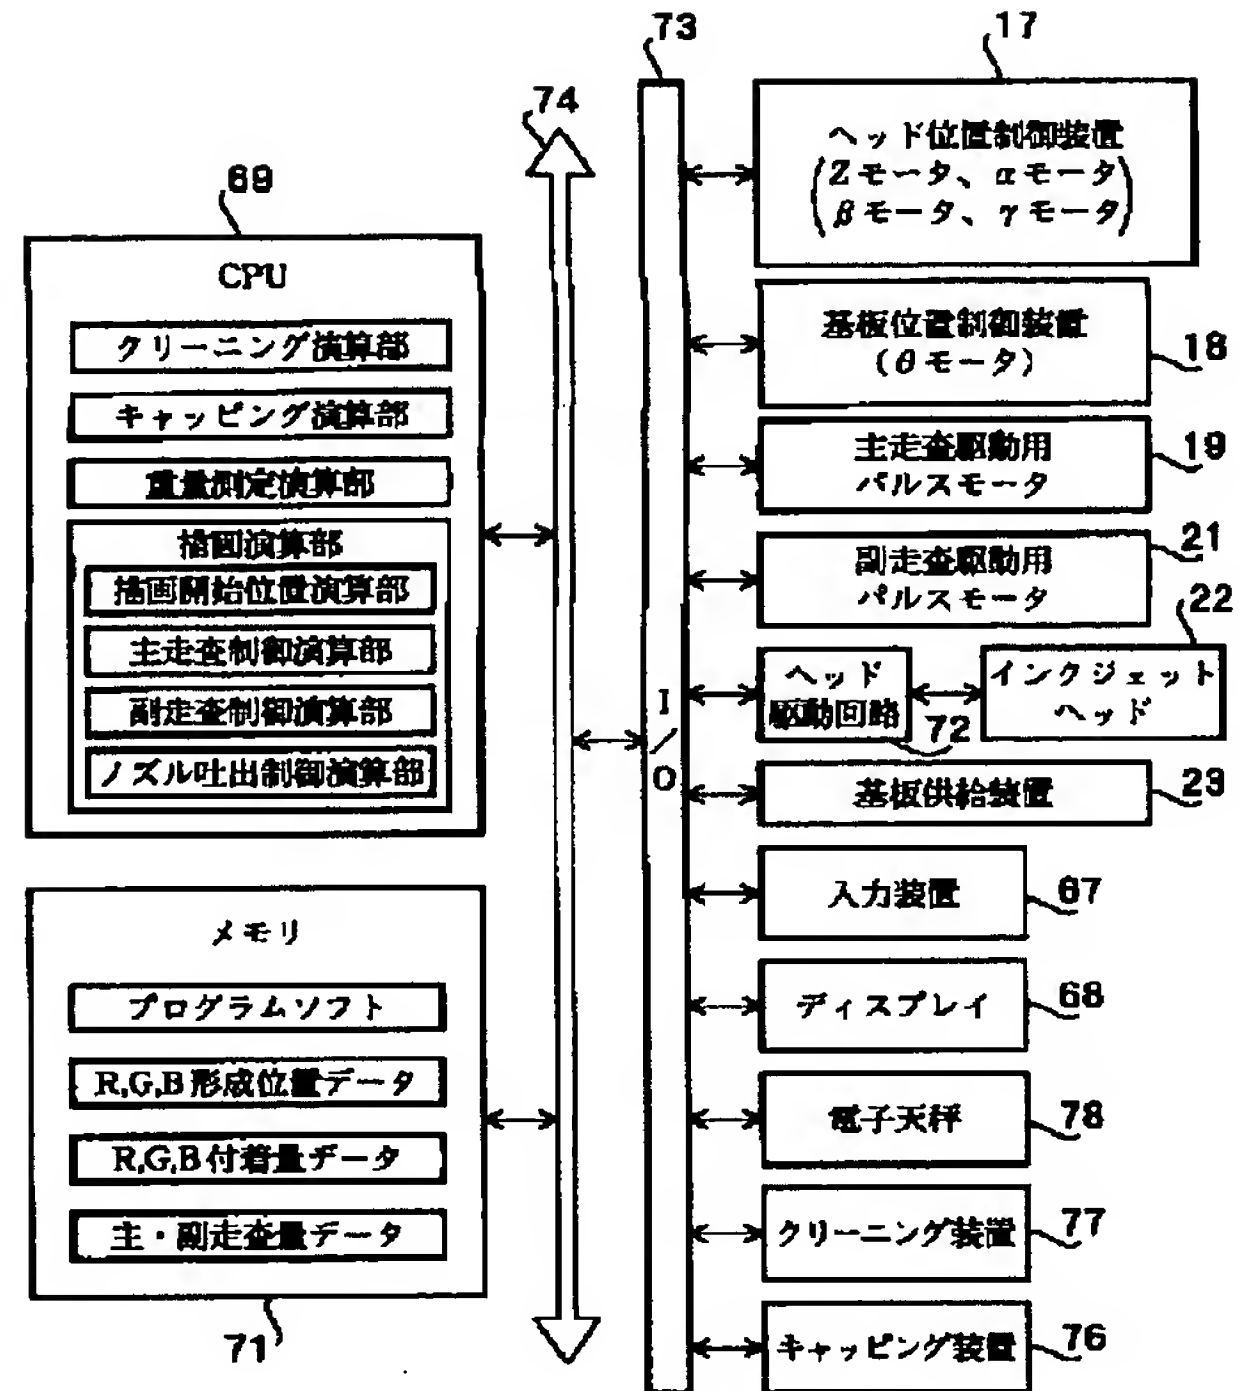 73
17
74
69
CPU
クリーニング演算部
キャッピング演算部
重量測定演算部
描画演算部
描画開始位置演算部
主走査制御演算部
副走査制御演算部
ノズル吐出制御演算部
メモリ
プログラムソフト
R,G,B形成位置データ
R,G,B付着量データ
主・副走査量データ
71
I
/
O
ヘッド位置制御装置
(Zモータ、αモータ
βモータ、γモータ)
基板位置制御装置
(θモータ)
18
主走査駆動用
パルスモータ
19
副走査駆動用
パルスモータ
21
ヘッド
駆動回路
72
インクジェット
ヘッド
22
基板供給装置
23
入力装置
67
ディスプレイ
68
電子天秤
78
クリーニング装置
77
キャッピング装置
76